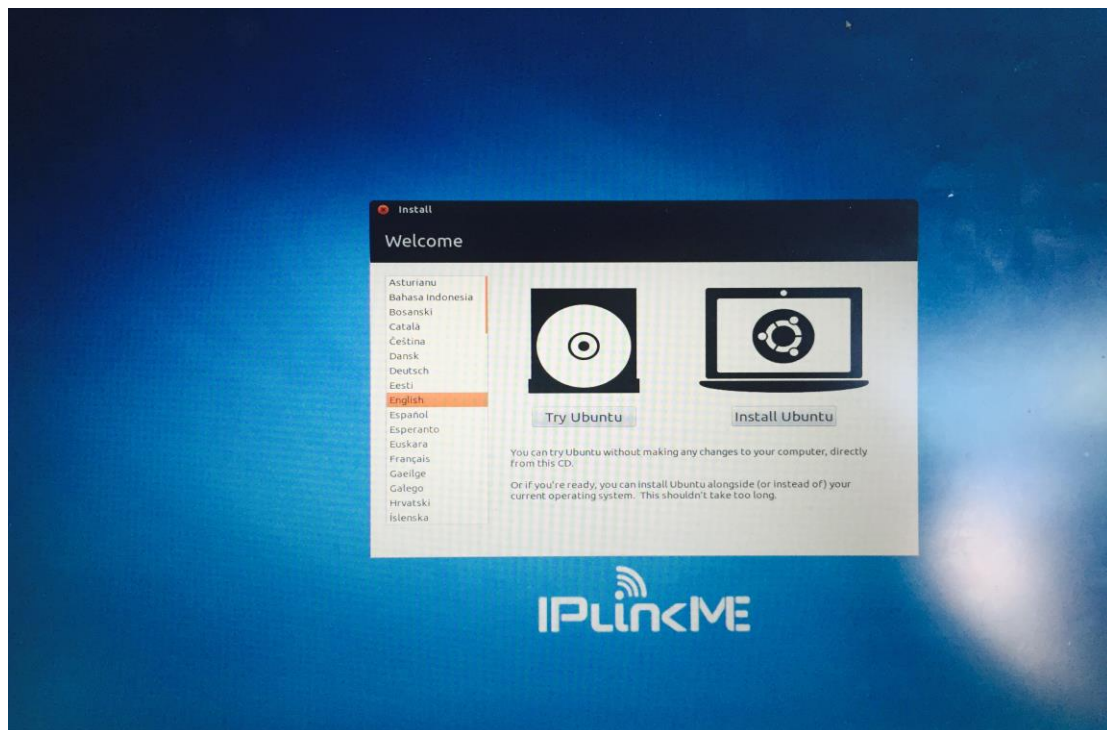 Install
Welcome
Asturianu
Bahasa Indonesia
Bosanski
Català
Čeština
Dansk
Deutsch
Eesti
English
Español
Esperanto
Euskara
Français
Gaeilge
Galego
Hrvatski
Íslenska
Try Ubuntu
Install Ubuntu
You can try Ubuntu without making any changes to your computer, directly
from this CD.
Or if you're ready, you can install Ubuntu alongside (or instead of) your
current operating system. This shouldn't take too long.
IPLinkME